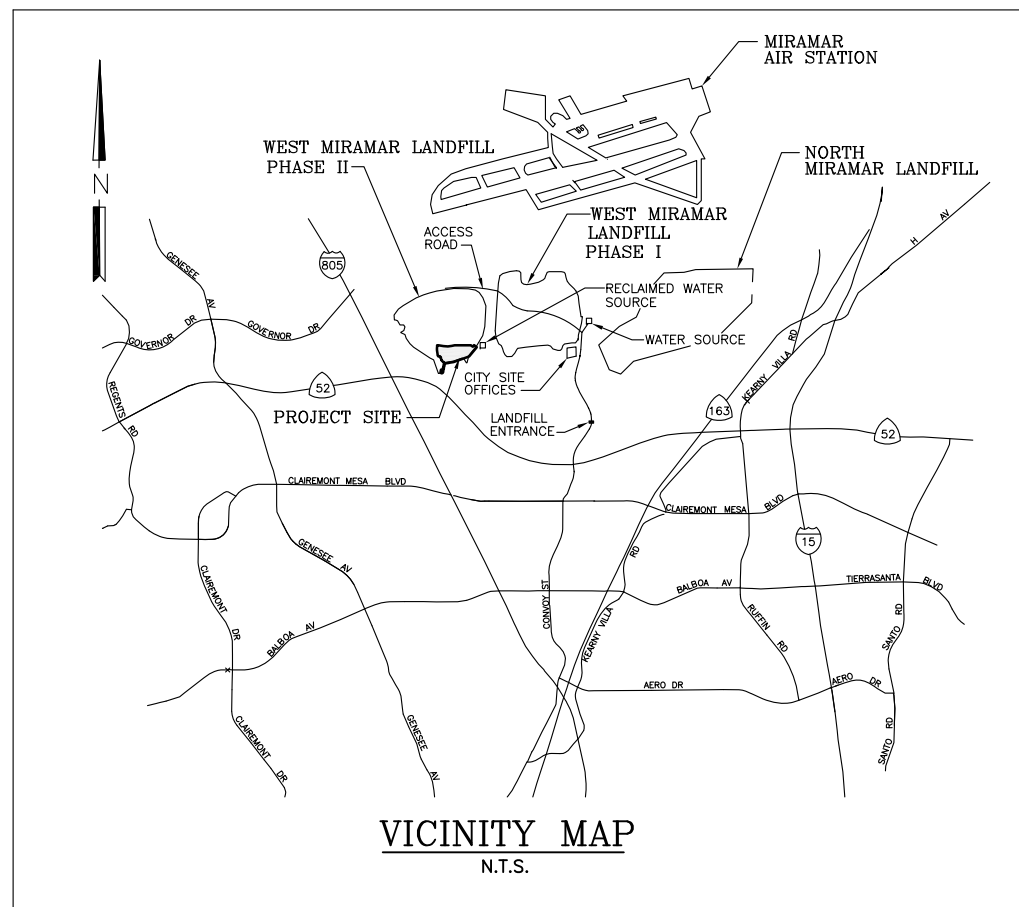 MIRAMAR
AIR STATION
WEST MIRAMAR LANDFILL
PHASE II
NORTH
MIRAMAR LANDFILL
N
WEST MIRAMAR
LANDFILL
PHASE I
ACCESS
ROAD
H AV
GENESEE
AV
805
RECLAIMED WATER
SOURCE
GOVERNOR DR
GOVERNOR DR
WATER SOURCE
KEARNY VILLA
RD
CITY SITE
OFFICES
REGENTS
RD
52
163
PROJECT SITE
LANDFILL
ENTRANCE
52
CLAIREMONT MESA BLVD
CLAIREMONT MESA
BLVD
15
GENESEE
AV
RD
KEARNY VILLA
CONVOY ST
BALBOA AV
TIERRASANTA
BLVD
CLAIREMONT
DR
BALBOA AV
RUFFIN
RD
SANTO RD
AERO DR
AERO DR
CLAIREMONT
DR
GENESEE
AV
SANTO RD
VICINITY MAP
N.T.S.